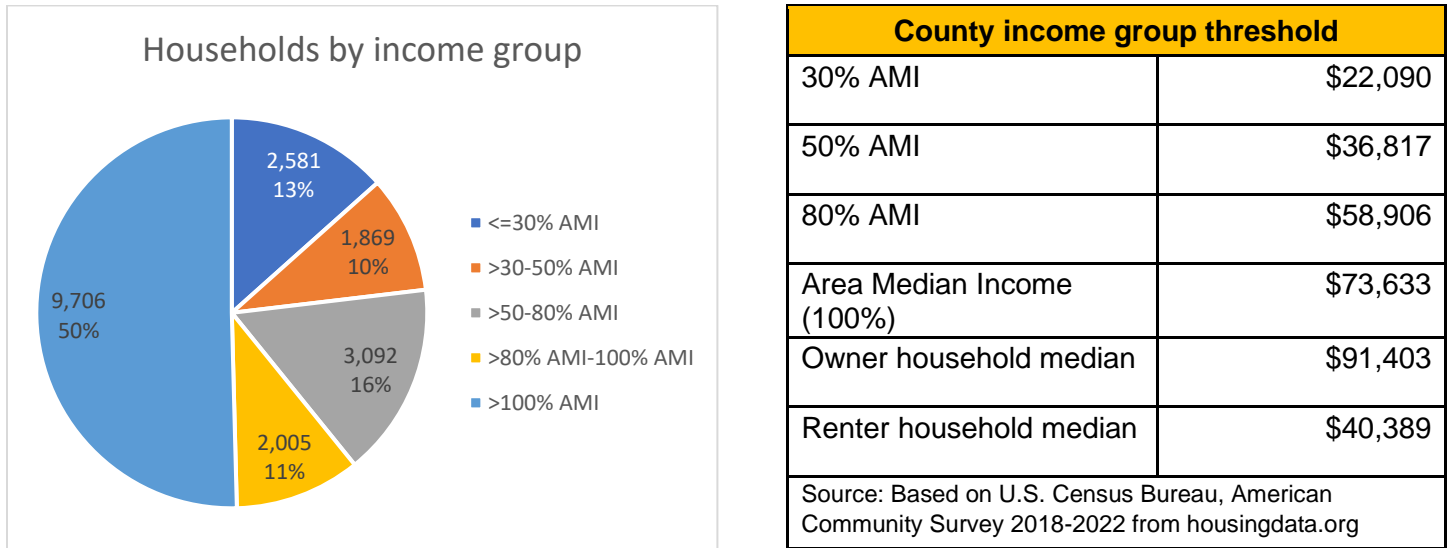 Households by income group
2,581
13%
1,869
10%
3,092
16%
2,005
11%
9,706
50%
<=30% AMI
>30-50% AMI
>50-80% AMI
>80% AMI-100% AMI
>100% AMI
County income group threshold
30% AMI $22,090
50% AMI $36,817
80% AMI $58,906
Area Median Income $73,633
(100%)
Owner household median $91,403
Renter household median $40,389
Source: Based on U.S. Census Bureau, American
Community Survey 2018-2022 from housingdata.org